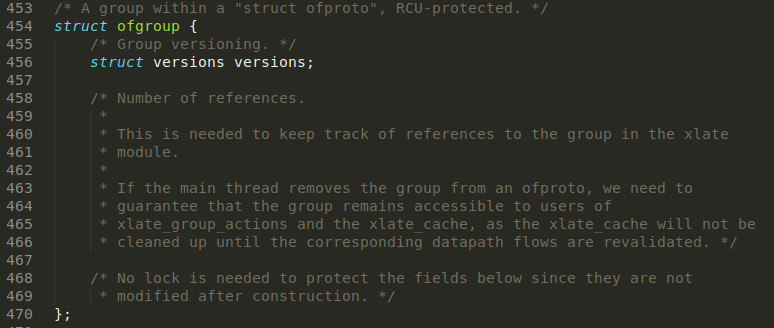 453 /* A group within a "struct ofproto", RCU-protected. */
454 struct ofgroup {
455     /* Group versioning. */
456     struct versions versions;
457
458     /* Number of references.
459      *
460      * This is needed to keep track of references to the group in the xlate
461      * module.
462      *
463      * If the main thread removes the group from an ofproto, we need to
464      * guarantee that the group remains accessible to users of
465      * xlate_group_actions and the xlate_cache, as the xlate_cache will not be
466      * cleaned up until the corresponding datapath flows are revalidated. */
467
468     /* No lock is needed to protect the fields below since they are not
469      * modified after construction. */
470 };